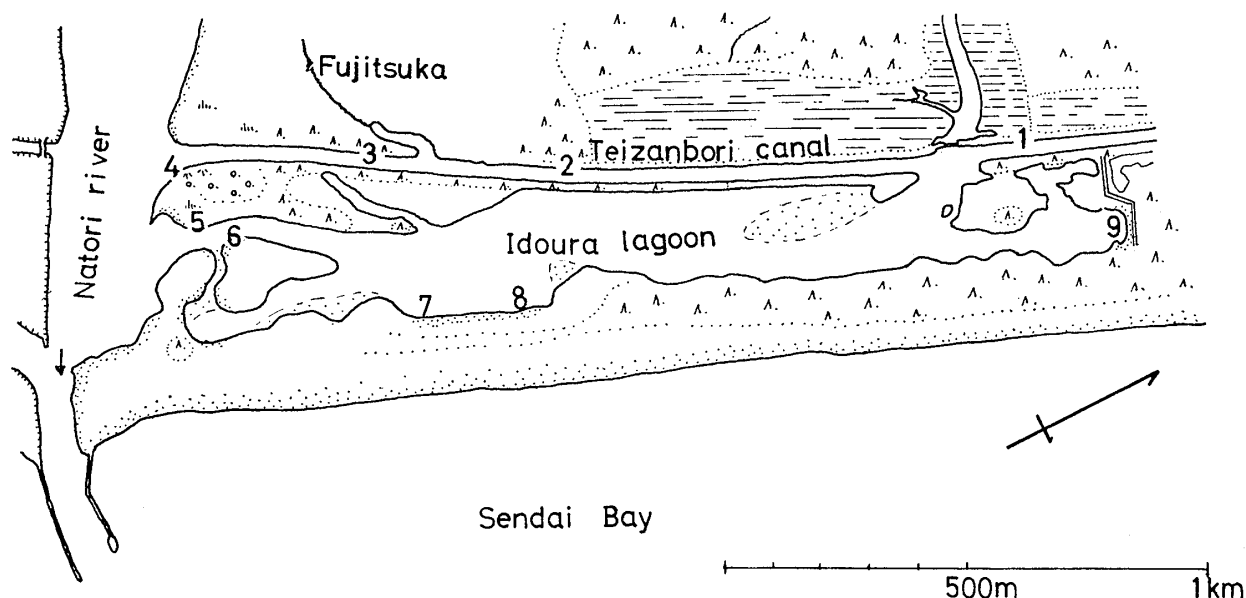 Fujitsuka
1
3
2
Teizanbori canal
4
5
6
Natori river
Idoura lagoon
9
7
8
Sendai Bay
500m
1km